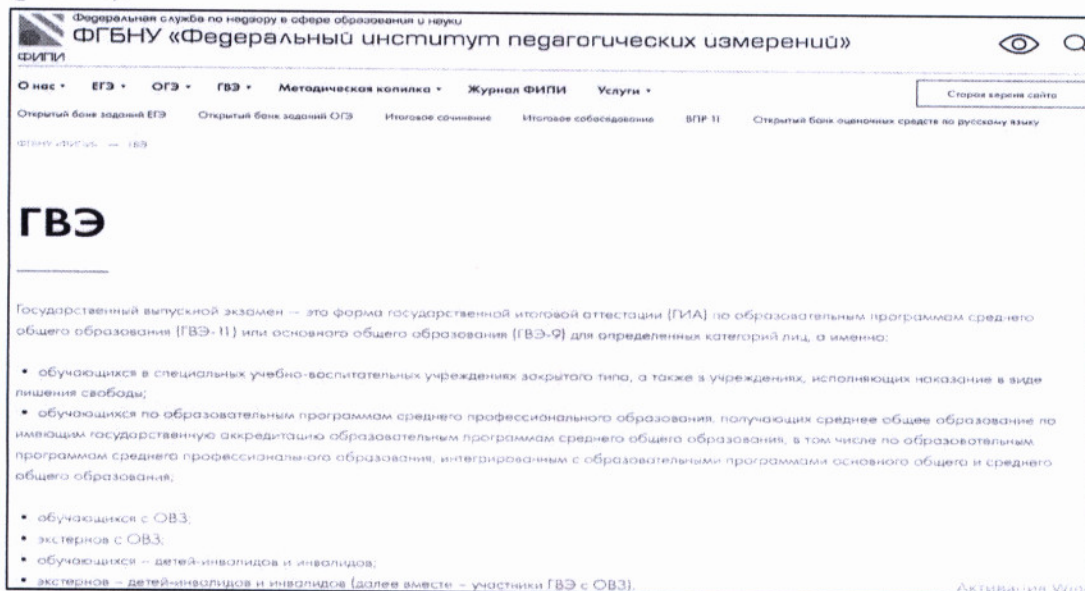 Федеральная служба по надзору в сфере образования и науки
ФГБНУ «Федеральный институт педагогических измерений»
ФИПИ
О нас ЕГЭ ОГЭ ГВЭ Методическая копилка Журнал ФИПИ Услуги Старая версия сайта
Открытый банк заданий ЕГЭ Открытый банк заданий ОГЭ Итоговое сочинение Итоговое собеседование ВПР 11 Открытый банк оценочных средств по русскому языку
ФГБНУ «ФИПИ» — ГВЭ
ГВЭ
Государственный выпускной экзамен — это форма государственной итоговой аттестации (ГИА) по образовательным программам среднего
общего образования (ГВЭ-11) или основного общего образования (ГВЭ-9) для определенных категорий лиц, а именно:
• обучающихся в специальных учебно-воспитательных учреждениях закрытого типа, а также в учреждениях, исполняющих наказание в виде
лишения свободы;
• обучающихся по образовательным программам среднего профессионального образования, получающих среднее общее образование по
имеющим государственную аккредитацию образовательным программам среднего общего образования, в том числе по образовательным
программам среднего профессионального образования, интегрированным с образовательными программами основного общего и среднего
общего образования;
• обучающихся с ОВЗ;
• экстернов с ОВЗ;
• обучающихся – детей-инвалидов и инвалидов;
• экстернов – детей-инвалидов и инвалидов (далее вместе – участники ГВЭ с ОВЗ).
Активация Win